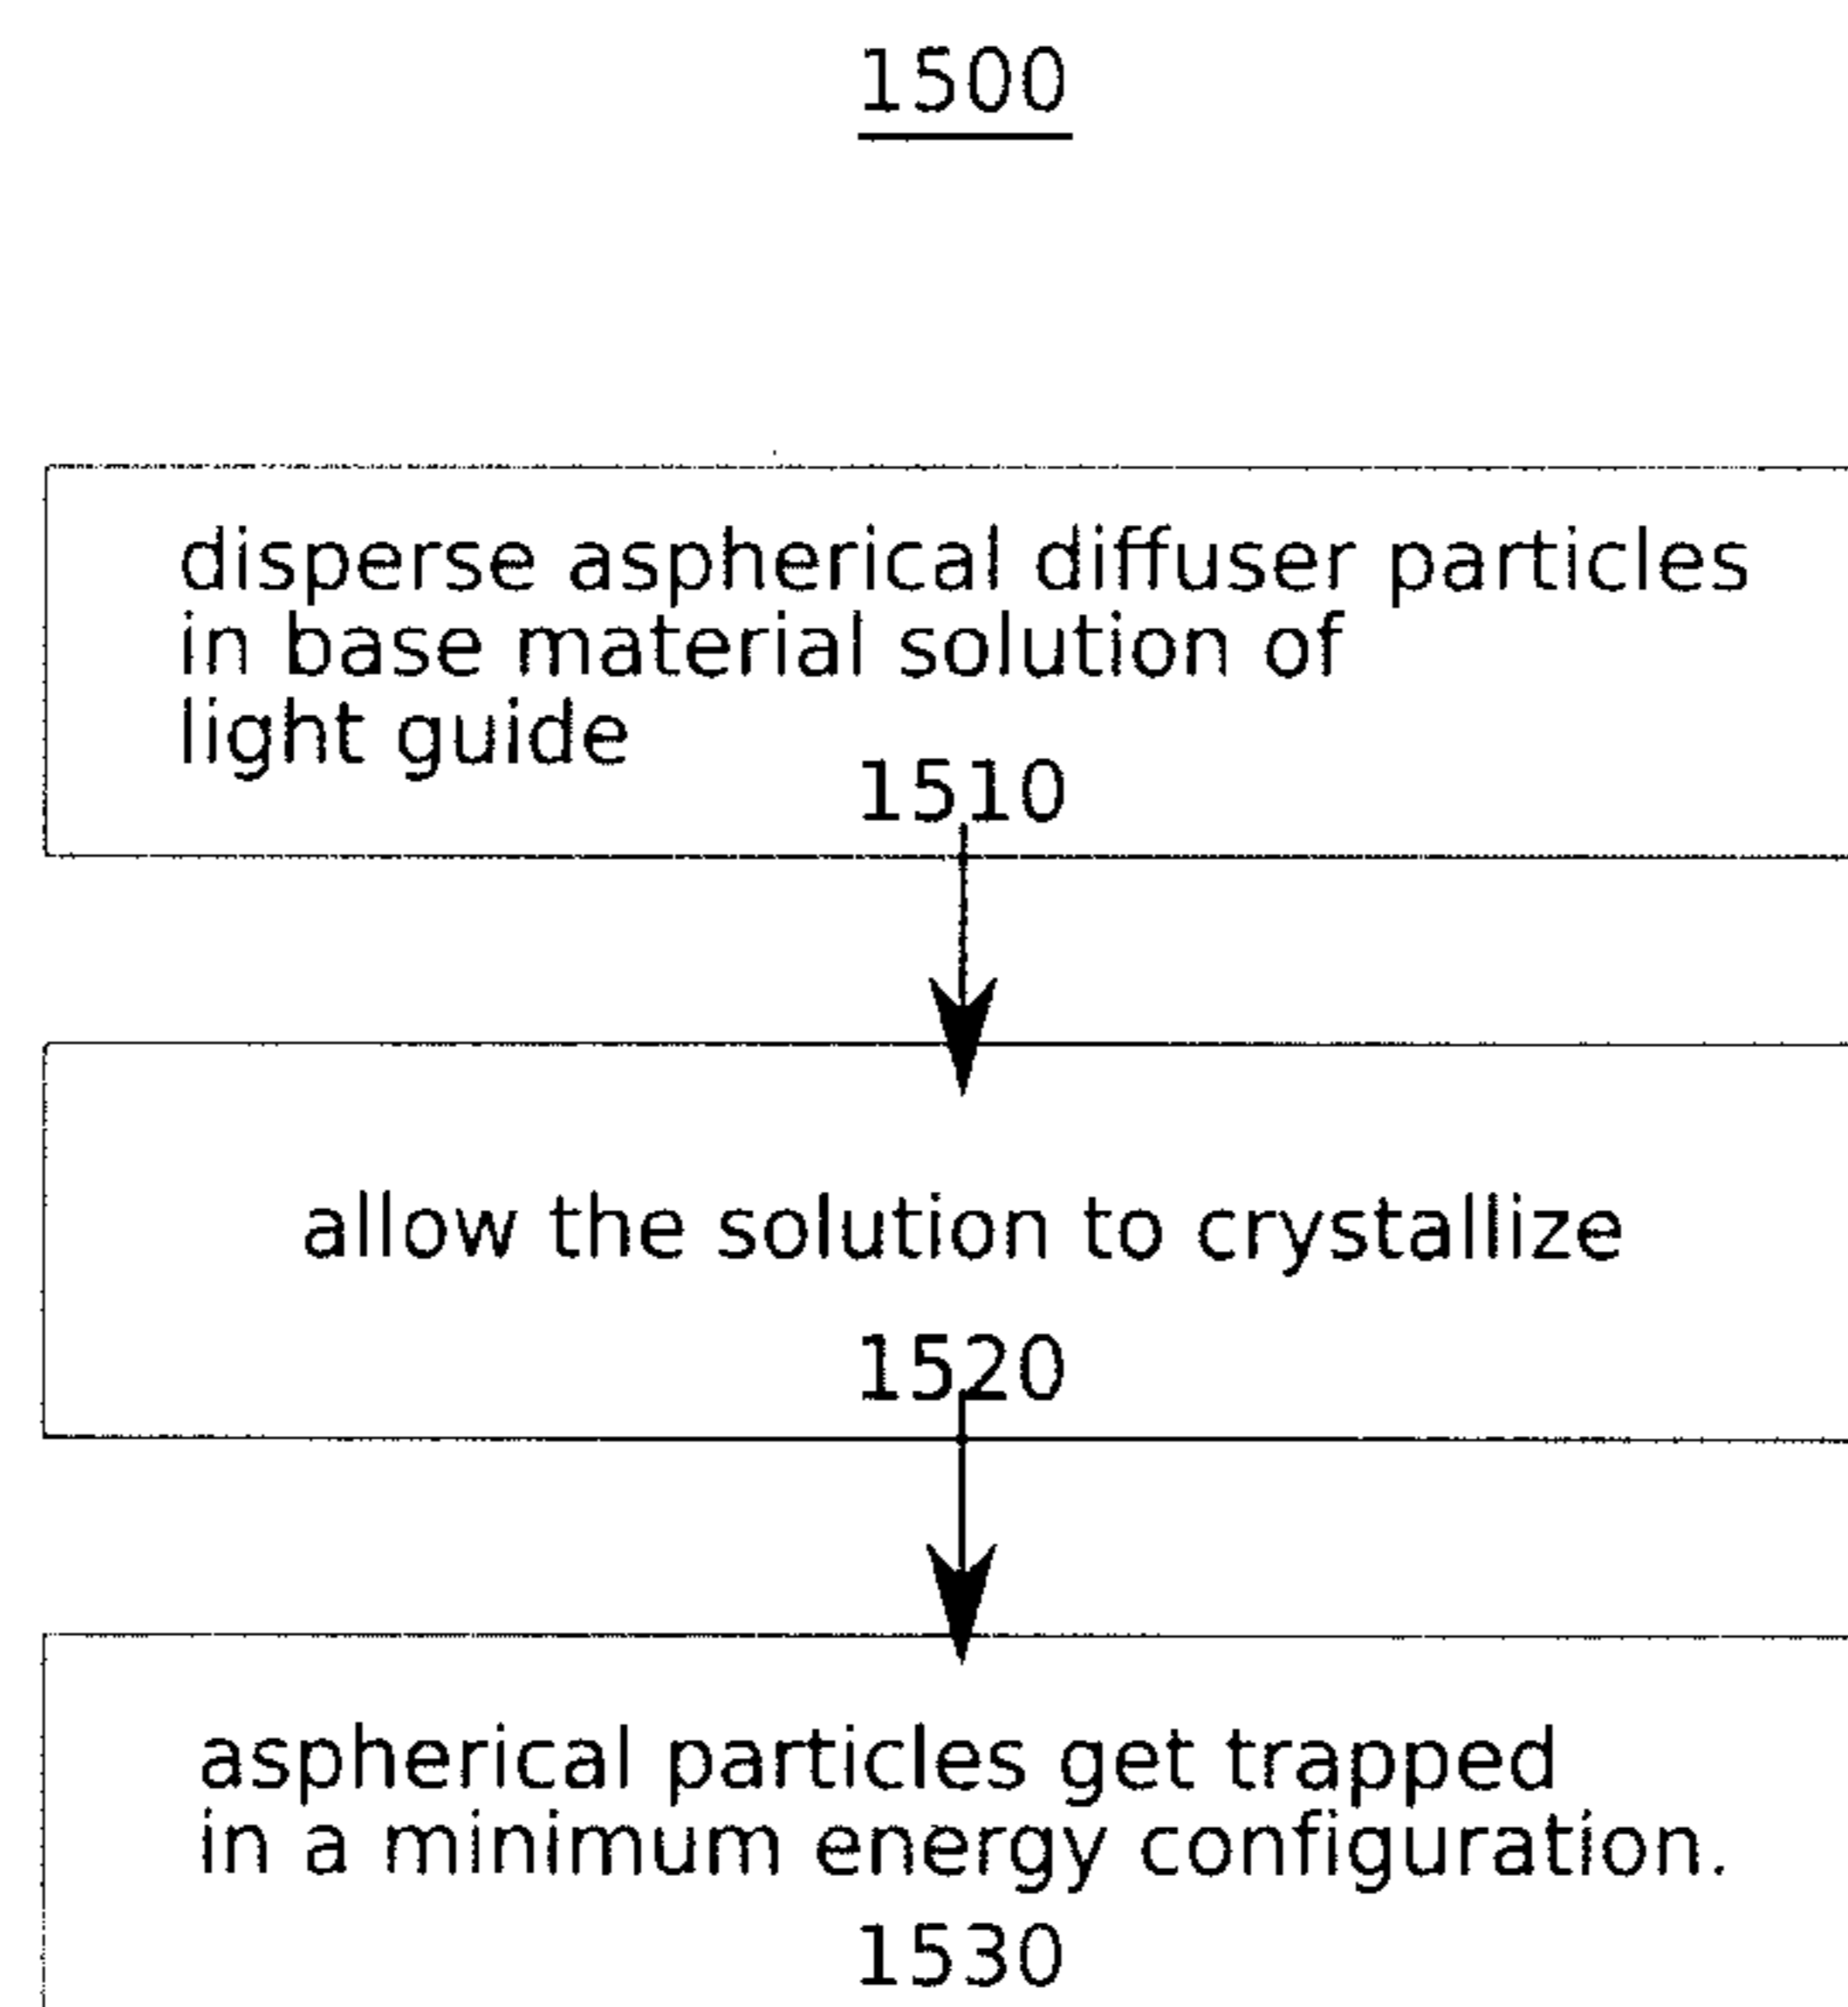 1500
disperse aspherical diffuser particles
in base material solution of
light guide
1510
allow the solution to crystallize
1520
aspherical particles get trapped
in a minimum energy configuration.
1530